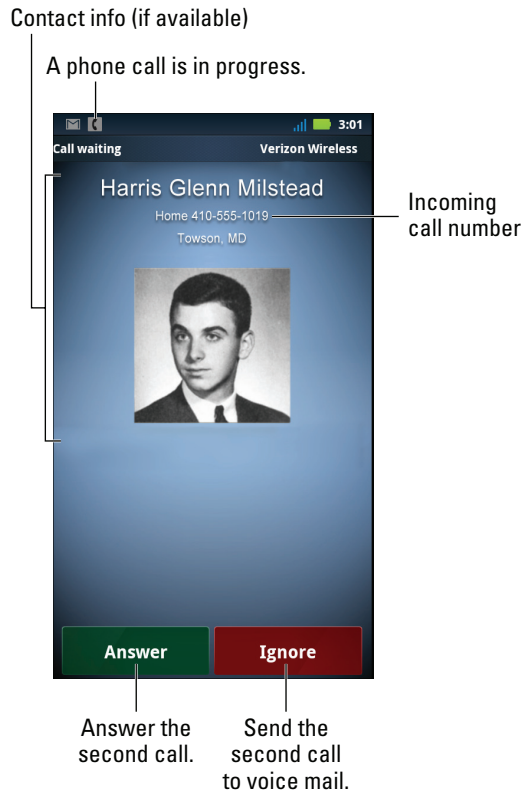 Contact info (if available)
A phone call is in progress.
3:01
Call waiting
Verizon Wireless
Harris Glenn Milstead
Home 410-555-1019
Towson, MD
Incoming
call number
Answer
Ignore
Answer the
second call.
Send the
second call
to voice mail.